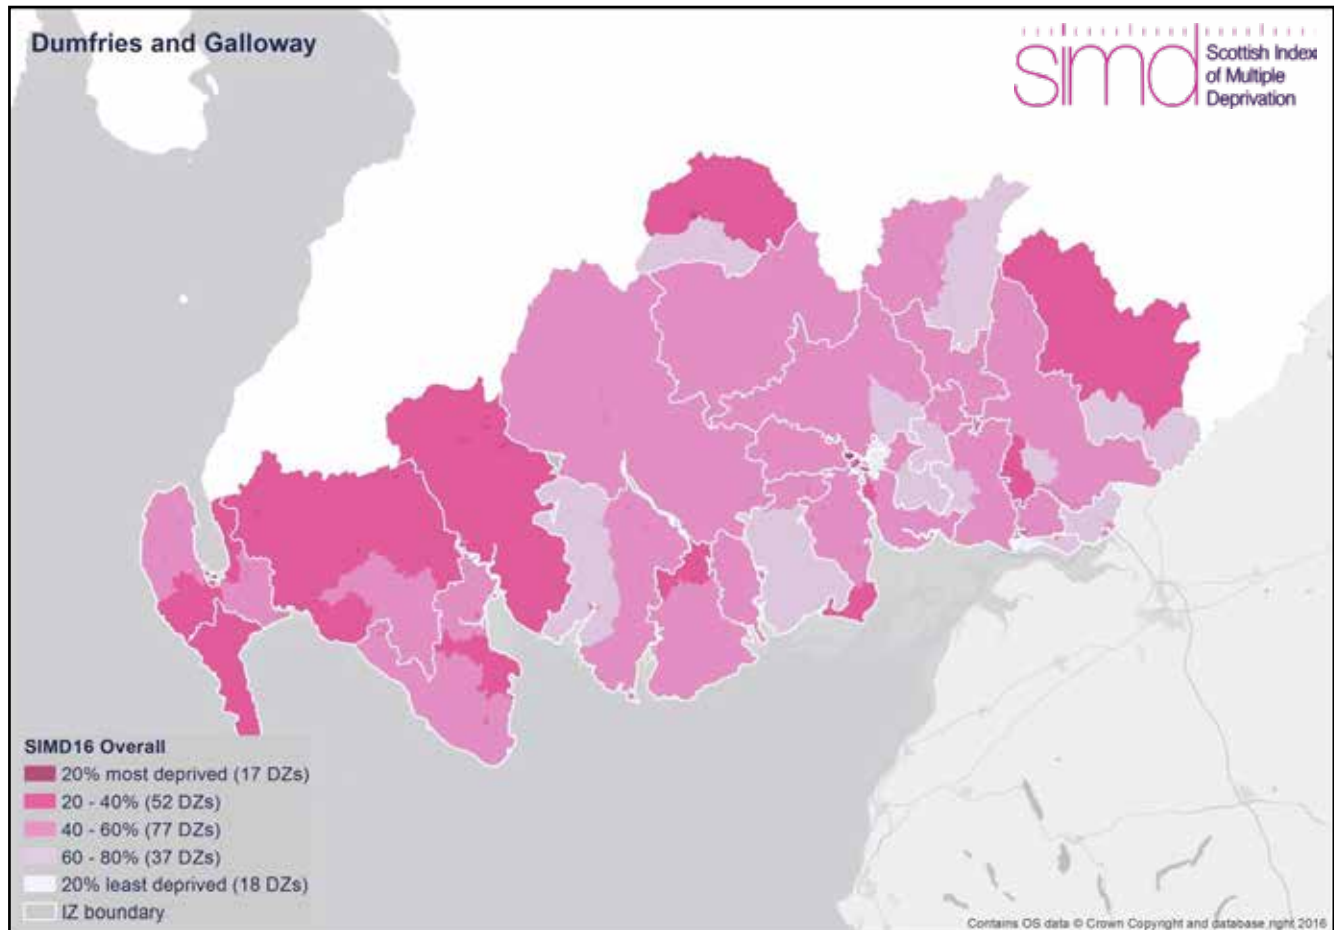 Dumfries and Galloway
simd
Scottish Index
of Multiple
Deprivation
SIMD16 Overall
20% most deprived (17 DZs)
20 - 40% (52 DZs)
40 - 60% (77 DZs)
60 - 80% (37 DZs)
20% least deprived (18 DZs)
IZ boundary
Contains OS data © Crown Copyright and database right 2016